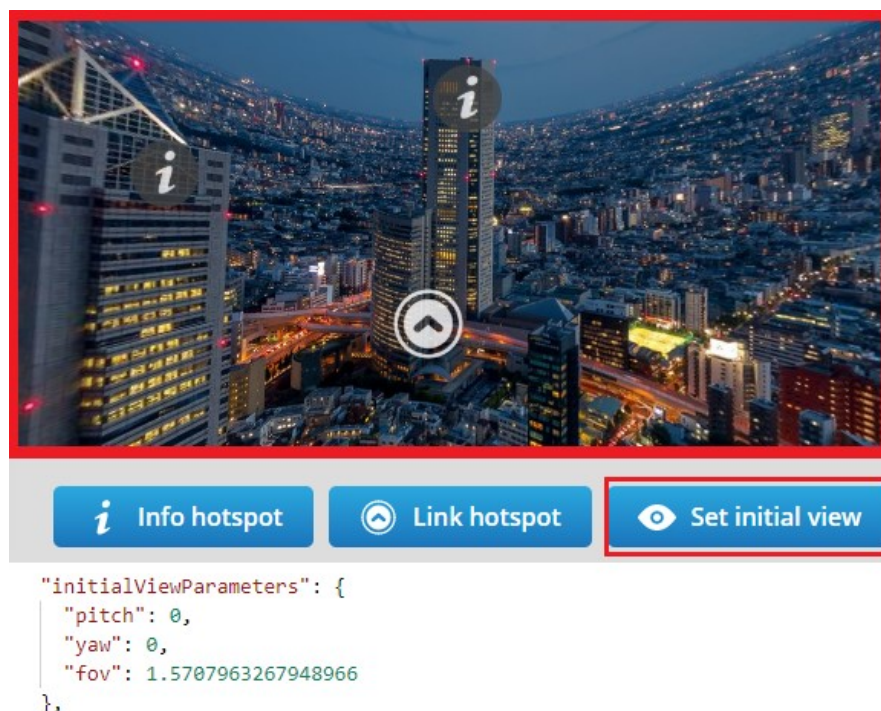 i
i
i Info hotspot
Link hotspot
Set initial view
"initialViewParameters": {
"pitch": 0,
"yaw": 0,
"fov": 1.5707963267948966
},